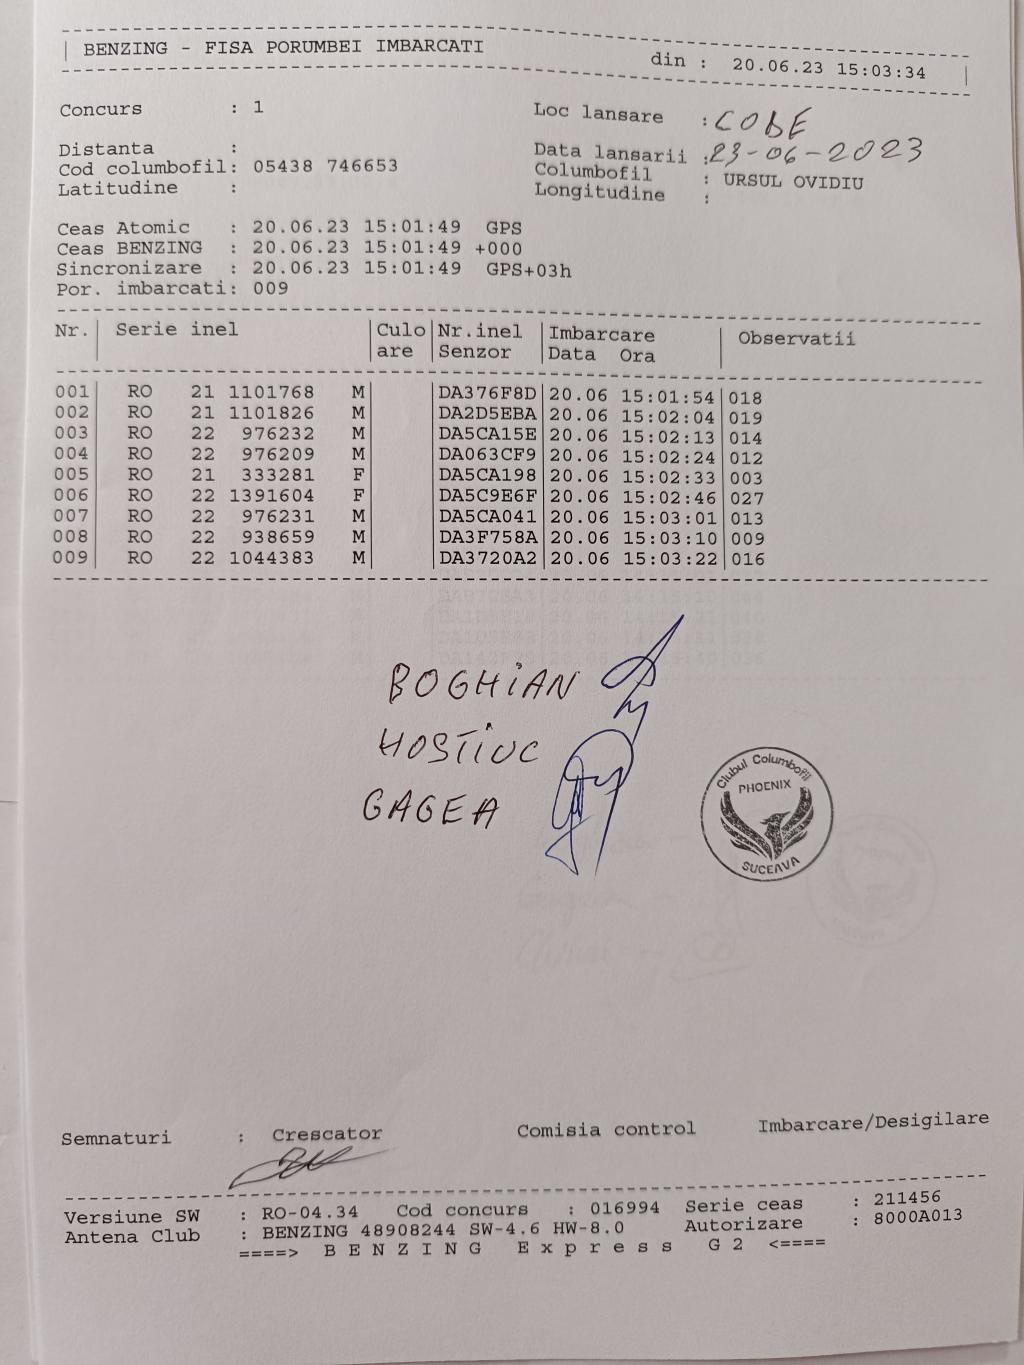 BENZING - FISA PORUMBEI IMBARCATI din : 20.06.23 15:03:34
Concurs : 1 Loc lansare : COBE
Distanta : Data lansarii : 23-06-2023
Cod columbofil: 05438 746653 Columbofil : URSUL OVIDIU
Latitudine : Longitudine :
Ceas Atomic : 20.06.23 15:01:49 GPS
Ceas BENZING : 20.06.23 15:01:49 +000
Sincronizare : 20.06.23 15:01:49 GPS+03h
Por. imbarcati: 009
Nr. Serie inel Culo Nr.inel Imbarcare Observatii
are Senzor Data Ora
001 RO 21 1101768 M DA376F8D 20.06 15:01:54 018
002 RO 21 1101826 M DA2D5EBA 20.06 15:02:04 019
003 RO 22 976232 M DA5CA15E 20.06 15:02:13 014
004 RO 22 976209 M DA063CF9 20.06 15:02:24 012
005 RO 21 333281 F DA5CA198 20.06 15:02:33 003
006 RO 22 1391604 F DA5C9E6F 20.06 15:02:46 027
007 RO 22 976231 M DA5CA041 20.06 15:03:01 013
008 RO 22 938659 M DA3F758A 20.06 15:03:10 009
009 RO 22 1044383 M DA3720A2 20.06 15:03:22 016
BOGHIAN
HOSTIUC
GAGEA
Clubul Columbofil
PHOENIX
SUCEAVA
Semnaturi : Crescator Comisia control Imbarcare/Desigilare
Versiune SW : RO-04.34 Cod concurs : 016994 Serie ceas : 211456
Antena Club : BENZING 48908244 SW-4.6 HW-8.0 Autorizare : 8000A013
====> B E N Z I N G E x p r e s s G 2 <====